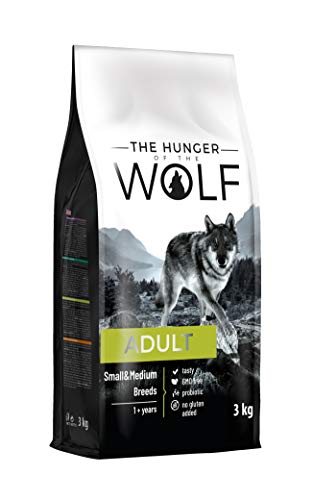 THE HUNGER
OF THE
WOLF
ADULT
Small&Medium
Breeds
1+ years
tasty
GMO free
probiotic
no gluten
added
3 kg
3 kg